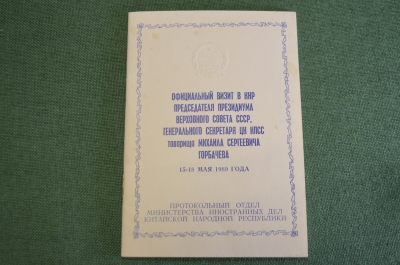 ОФИЦИАЛЬНЫЙ ВИЗИТ В КНР
ПРЕДСЕДАТЕЛЯ ПРЕЗИДИУМА
ВЕРХОВНОГО СОВЕТА СССР,
ГЕНЕРАЛЬНОГО СЕКРЕТАРЯ ЦК КПСС
товарища МИХАИЛА СЕРГЕЕВИЧА
ГОРБАЧЕВА
15-18 МАЯ 1989 ГОДА
ПРОТОКОЛЬНЫЙ ОТДЕЛ
МИНИСТЕРСТВА ИНОСТРАННЫХ ДЕЛ
КИТАЙСКОЙ НАРОДНОЙ РЕСПУБЛИКИ